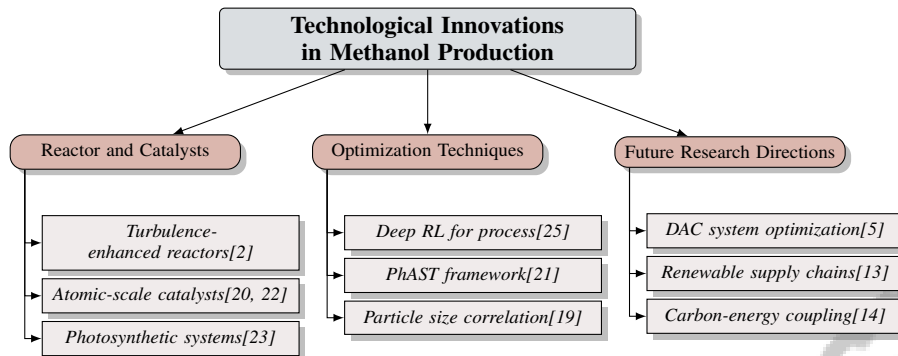 Technological Innovations
in Methanol Production
Reactor and Catalysts
Turbulence-
enhanced reactors[2]
Atomic-scale catalysts[20, 22]
Photosynthetic systems[23]
Optimization Techniques
Deep RL for process[25]
PhAST framework[21]
Particle size correlation[19]
Future Research Directions
DAC system optimization[5]
Renewable supply chains[13]
Carbon-energy coupling[14]